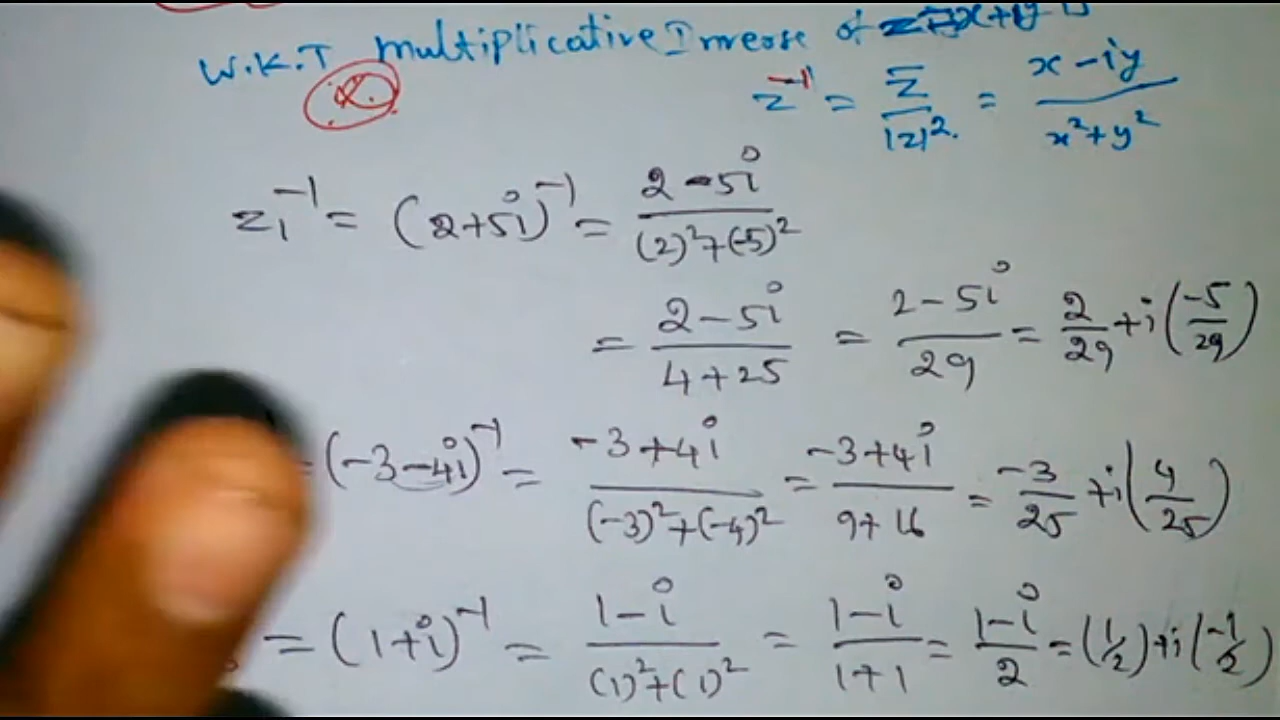 W.K.T multiplicative Inverse of z=x+iy is
z⁻¹ = z̄/|z|² = (x-iy)/(x²+y²)
z₁⁻¹ = (2+5i)⁻¹ = (2-5i)/((2)²+(-5)²)
= (2-5i)/(4+25) = (2-5i)/29 = 2/29 +i(-5/29)
= (-3-4i)⁻¹ = (-3+4i)/((-3)²+(-4)²) = (-3+4i)/(9+16) = -3/25 +i(4/25)
= (1+i)⁻¹ = (1-i)/((1)²+(1)²) = (1-i)/(1+1) = (1-i)/2 = (1/2)+i(-1/2)